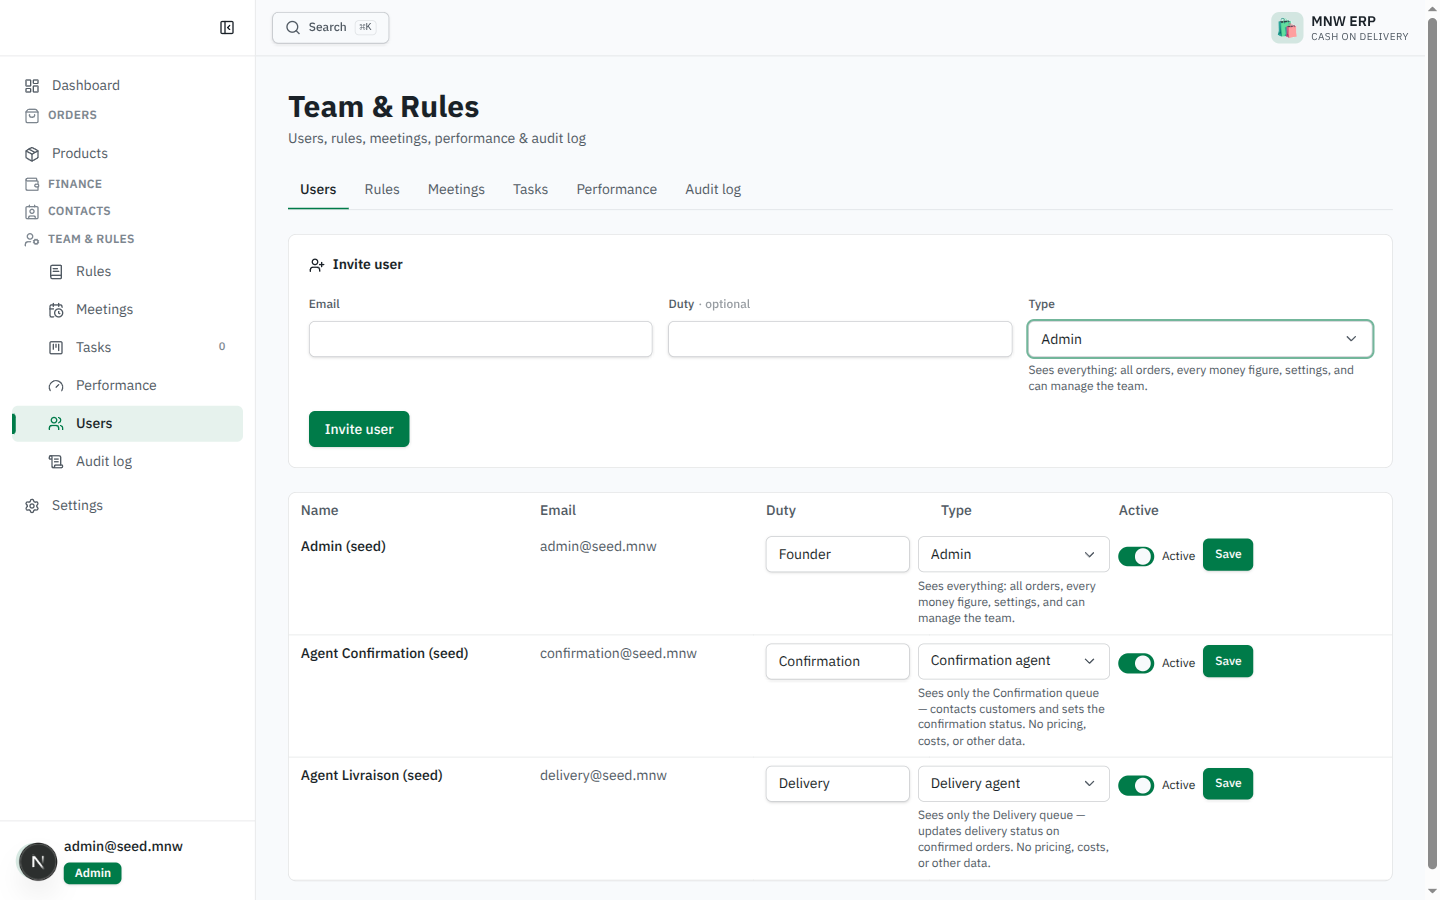 Search ⌘K
MNW ERP
CASH ON DELIVERY
Dashboard
ORDERS
Products
FINANCE
CONTACTS
TEAM & RULES
Rules
Meetings
Tasks 0
Performance
Users
Audit log
Settings
N
admin@seed.mnw
Admin
Team & Rules
Users, rules, meetings, performance & audit log
Users Rules Meetings Tasks Performance Audit log
Invite user
Email Duty · optional Type
Admin
Sees everything: all orders, every money figure, settings, and
can manage the team.
Invite user
Name Email Duty Type Active
Admin (seed) admin@seed.mnw Founder Admin Active Save
Sees everything: all orders, every
money figure, settings, and can
manage the team.
Agent Confirmation (seed) confirmation@seed.mnw Confirmation Confirmation agent Active Save
Sees only the Confirmation queue
— contacts customers and sets the
confirmation status. No pricing,
costs, or other data.
Agent Livraison (seed) delivery@seed.mnw Delivery Delivery agent Active Save
Sees only the Delivery queue —
updates delivery status on
confirmed orders. No pricing, costs,
or other data.